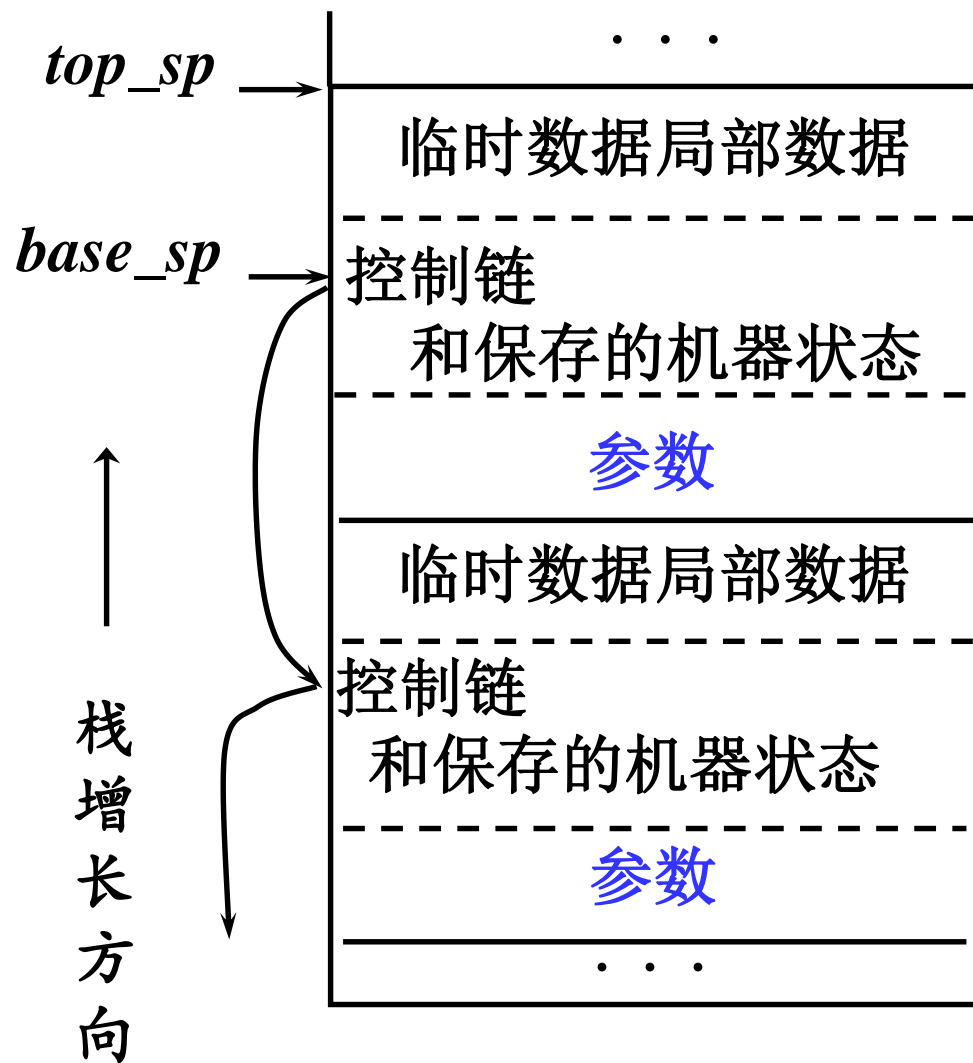 . . .
top_sp
临时数据局部数据
base_sp
控制链
和保存的机器状态
参数
临时数据局部数据
控制链
和保存的机器状态
参数
. . .
栈增长方向